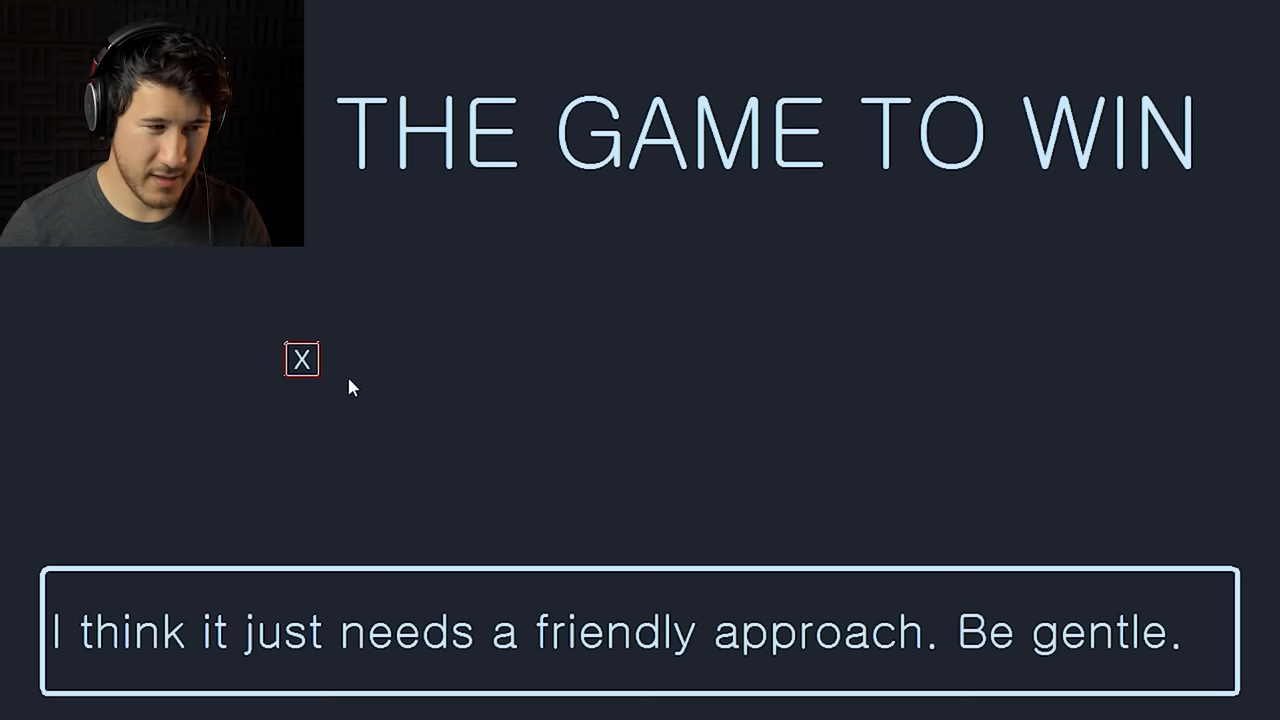 THE GAME TO WIN
X
I think it just needs a friendly approach. Be gentle.